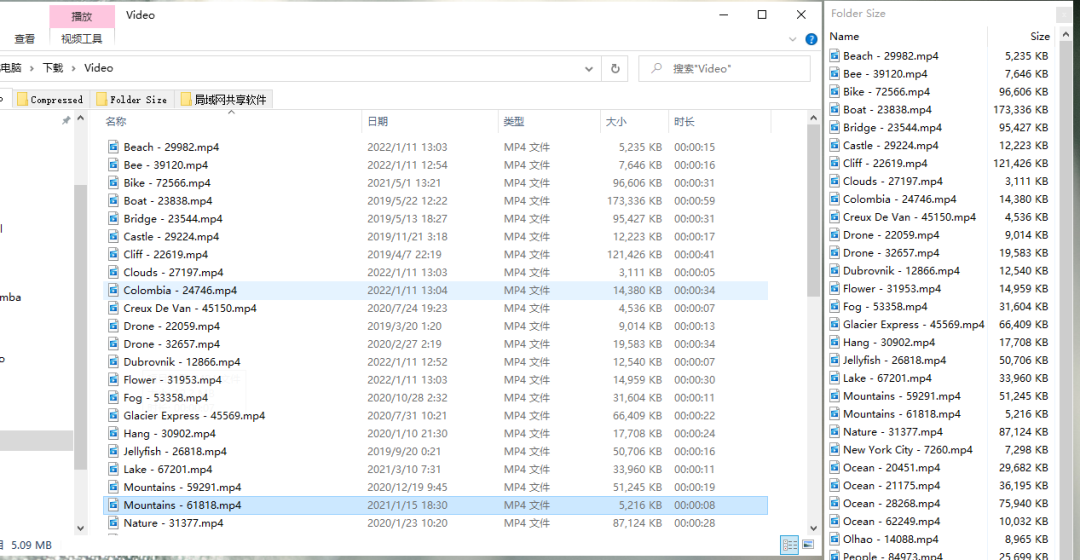 播放
Video
查看
视频工具
电脑 › 下载 › Video
搜索"Video"
Compressed
Folder Size
局域网共享软件
名称 日期 类型 大小 时长
Beach - 29982.mp4 2022/1/11 13:03 MP4 文件 5,235 KB 00:00:15
Bee - 39120.mp4 2022/1/11 12:54 MP4 文件 7,646 KB 00:00:16
Bike - 72566.mp4 2021/5/1 13:21 MP4 文件 96,606 KB 00:00:31
Boat - 23838.mp4 2019/5/22 12:22 MP4 文件 173,336 KB 00:00:59
Bridge - 23544.mp4 2019/5/13 18:27 MP4 文件 95,427 KB 00:00:31
Castle - 29224.mp4 2019/11/21 3:18 MP4 文件 12,223 KB 00:00:17
Cliff - 22619.mp4 2019/4/7 22:19 MP4 文件 121,426 KB 00:00:41
Clouds - 27197.mp4 2022/1/11 13:03 MP4 文件 3,111 KB 00:00:05
Colombia - 24746.mp4 2022/1/11 13:04 MP4 文件 14,380 KB 00:00:34
Creux De Van - 45150.mp4 2020/7/24 19:23 MP4 文件 4,536 KB 00:00:07
Drone - 22059.mp4 2019/3/20 1:20 MP4 文件 9,014 KB 00:00:13
Drone - 32657.mp4 2020/2/27 2:19 MP4 文件 19,583 KB 00:00:34
Dubrovnik - 12866.mp4 2022/1/11 12:52 MP4 文件 12,540 KB 00:00:07
Flower - 31953.mp4 2022/1/11 13:03 MP4 文件 14,959 KB 00:00:30
Fog - 53358.mp4 2020/10/28 2:32 MP4 文件 31,604 KB 00:00:11
Glacier Express - 45569.mp4 2020/7/31 10:21 MP4 文件 66,409 KB 00:00:22
Hang - 30902.mp4 2020/1/10 21:30 MP4 文件 17,708 KB 00:00:24
Jellyfish - 26818.mp4 2019/9/20 0:21 MP4 文件 50,706 KB 00:00:16
Lake - 67201.mp4 2021/3/10 7:31 MP4 文件 33,960 KB 00:00:11
Mountains - 59291.mp4 2020/12/19 9:45 MP4 文件 51,245 KB 00:00:19
Mountains - 61818.mp4 2021/1/15 18:30 MP4 文件 5,216 KB 00:00:08
Nature - 31377.mp4 2020/1/23 10:20 MP4 文件 87,124 KB 00:00:28
mba
5.09 MB
Folder Size
Name Size
Beach - 29982.mp4 5,235 KB
Bee - 39120.mp4 7,646 KB
Bike - 72566.mp4 96,606 KB
Boat - 23838.mp4 173,336 KB
Bridge - 23544.mp4 95,427 KB
Castle - 29224.mp4 12,223 KB
Cliff - 22619.mp4 121,426 KB
Clouds - 27197.mp4 3,111 KB
Colombia - 24746.mp4 14,380 KB
Creux De Van - 45150.mp4 4,536 KB
Drone - 22059.mp4 9,014 KB
Drone - 32657.mp4 19,583 KB
Dubrovnik - 12866.mp4 12,540 KB
Flower - 31953.mp4 14,959 KB
Fog - 53358.mp4 31,604 KB
Glacier Express - 45569.mp4 66,409 KB
Hang - 30902.mp4 17,708 KB
Jellyfish - 26818.mp4 50,706 KB
Lake - 67201.mp4 33,960 KB
Mountains - 59291.mp4 51,245 KB
Mountains - 61818.mp4 5,216 KB
Nature - 31377.mp4 87,124 KB
New York City - 7260.mp4 7,298 KB
Ocean - 20451.mp4 29,682 KB
Ocean - 21175.mp4 36,195 KB
Ocean - 28268.mp4 75,940 KB
Ocean - 62249.mp4 10,032 KB
Olhao - 14088.mp4 8,965 KB
People - 84973.mp4 25,699 KB